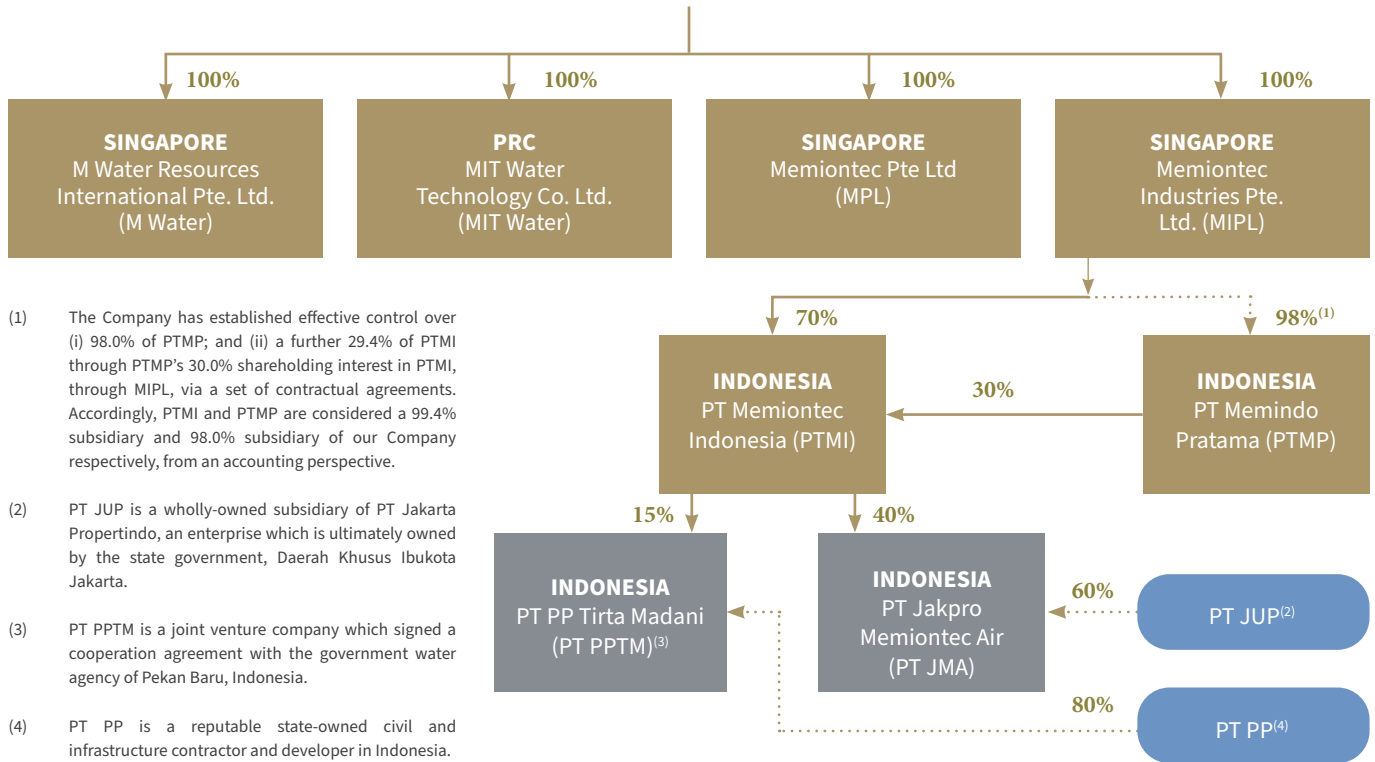 100%
100%
100%
100%
SINGAPORE
M Water Resources
International Pte. Ltd.
(M Water)
PRC
MIT Water
Technology Co. Ltd.
(MIT Water)
SINGAPORE
Memiontec Pte Ltd
(MPL)
SINGAPORE
Memiontec
Industries Pte.
Ltd. (MIPL)
70%
98%(1)
INDONESIA
PT Memiontec
Indonesia (PTMI)
30%
INDONESIA
PT Memindo
Pratama (PTMP)
15%
40%
INDONESIA
PT PP Tirta Madani
(PT PPTM)(3)
INDONESIA
PT Jakpro
Memiontec Air
(PT JMA)
60%
PT JUP(2)
80%
PT PP(4)
(1) The Company has established effective control over
(i) 98.0% of PTMP; and (ii) a further 29.4% of PTMI
through PTMP's 30.0% shareholding interest in PTMI,
through MIPL, via a set of contractual agreements.
Accordingly, PTMI and PTMP are considered a 99.4%
subsidiary and 98.0% subsidiary of our Company
respectively, from an accounting perspective.
(2) PT JUP is a wholly-owned subsidiary of PT Jakarta
Propertindo, an enterprise which is ultimately owned
by the state government, Daerah Khusus Ibukota
Jakarta.
(3) PT PPTM is a joint venture company which signed a
cooperation agreement with the government water
agency of Pekan Baru, Indonesia.
(4) PT PP is a reputable state-owned civil and
infrastructure contractor and developer in Indonesia.